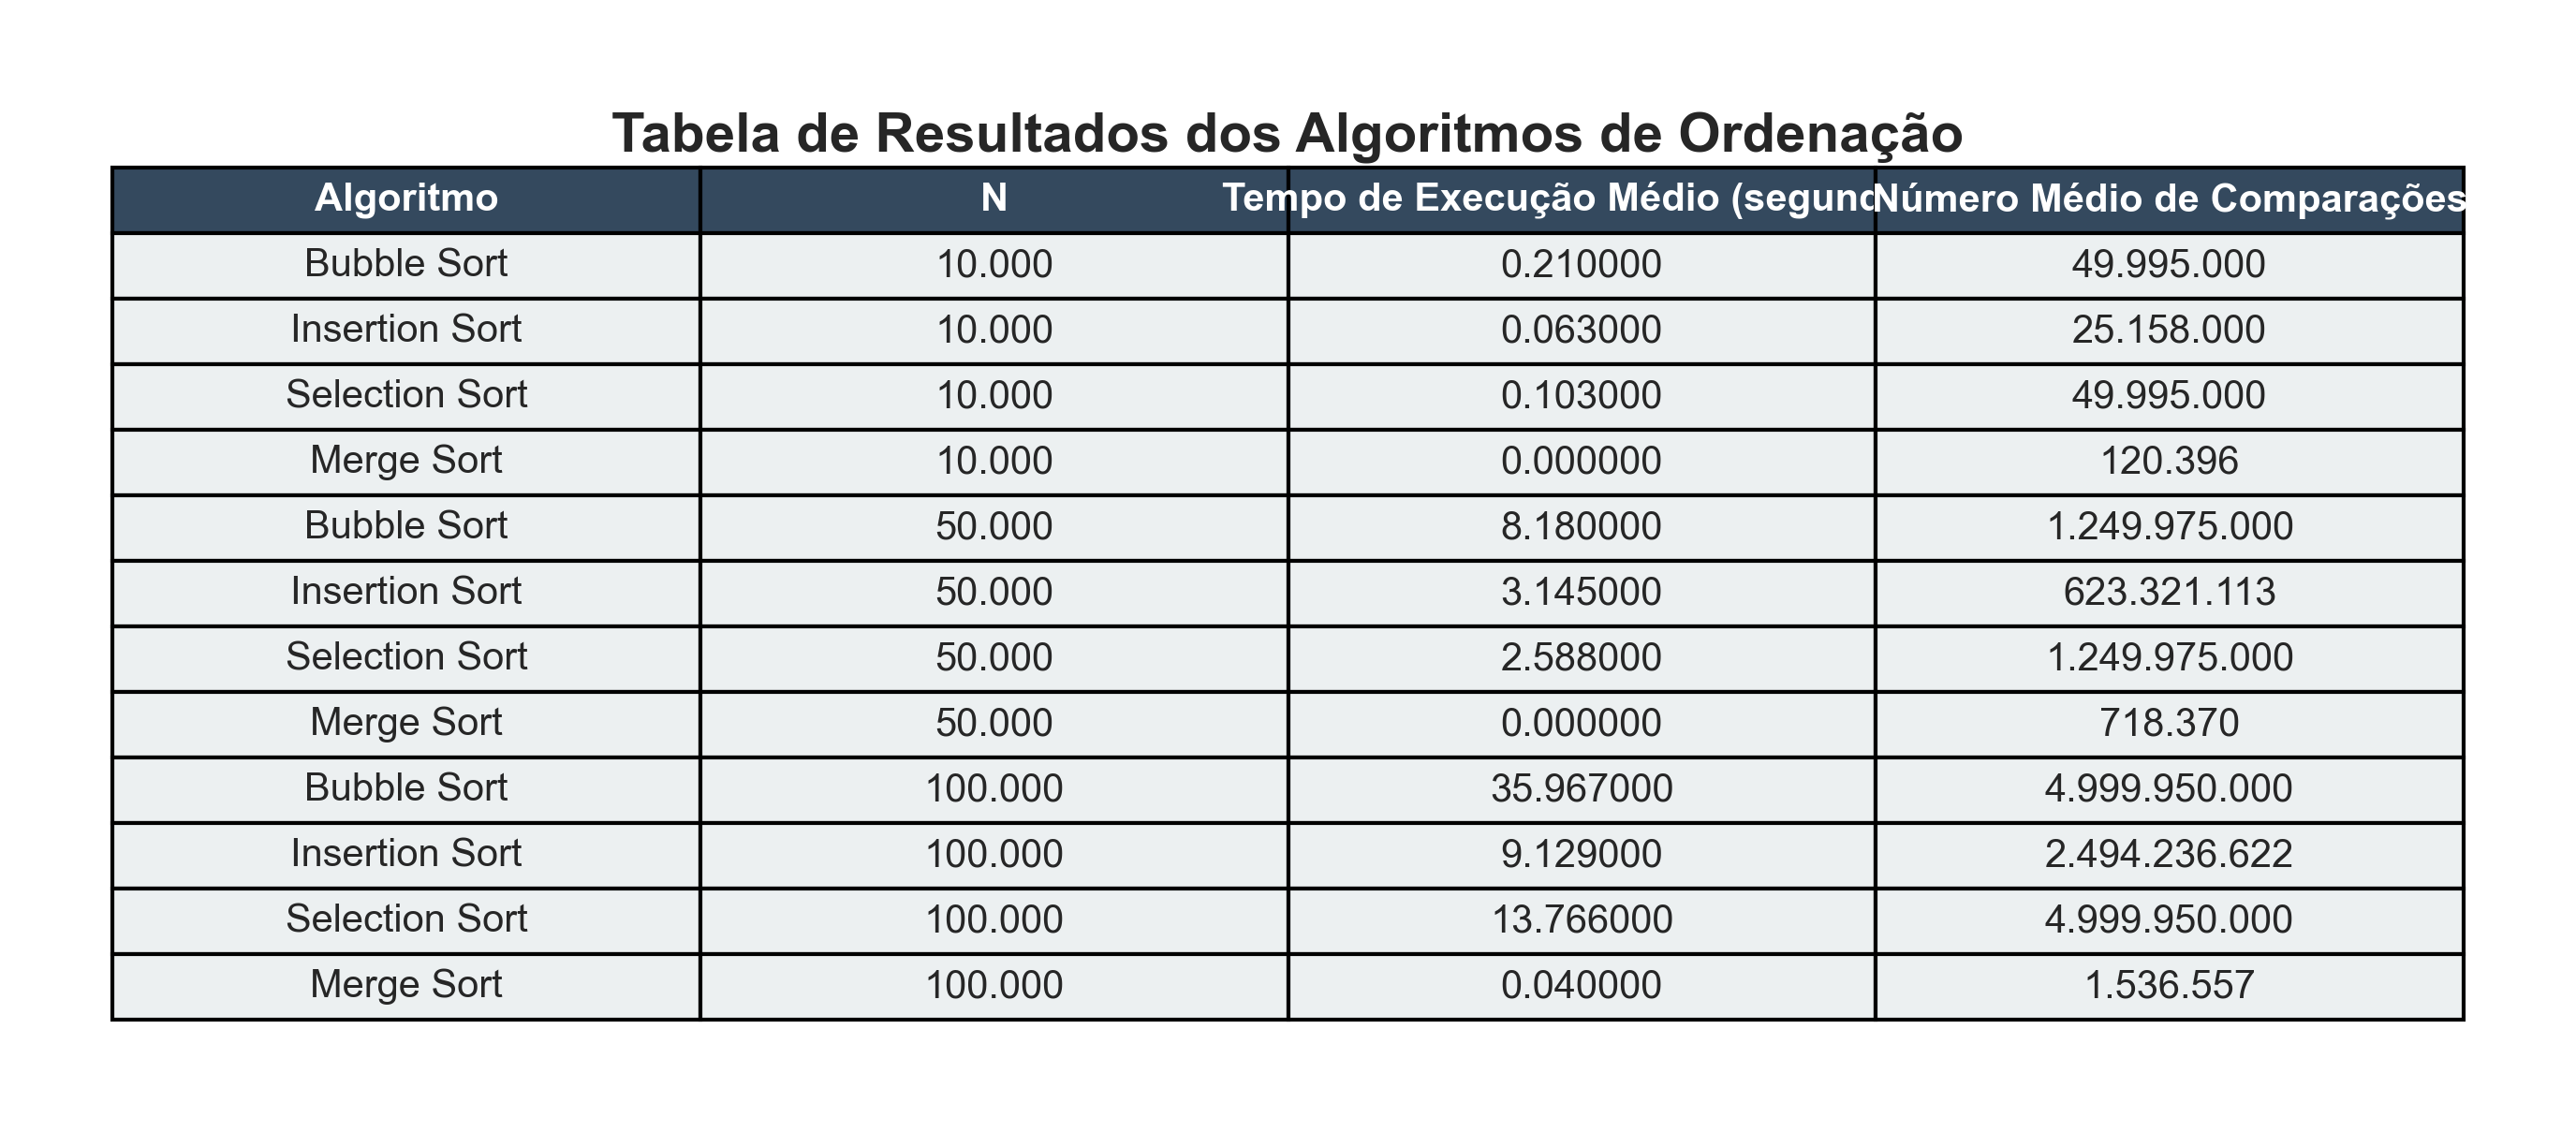 Tabela de Resultados dos Algoritmos de Ordenação
Algoritmo N Tempo de Execução Médio (segund Número Médio de Comparações
Bubble Sort 10.000 0.210000 49.995.000
Insertion Sort 10.000 0.063000 25.158.000
Selection Sort 10.000 0.103000 49.995.000
Merge Sort 10.000 0.000000 120.396
Bubble Sort 50.000 8.180000 1.249.975.000
Insertion Sort 50.000 3.145000 623.321.113
Selection Sort 50.000 2.588000 1.249.975.000
Merge Sort 50.000 0.000000 718.370
Bubble Sort 100.000 35.967000 4.999.950.000
Insertion Sort 100.000 9.129000 2.494.236.622
Selection Sort 100.000 13.766000 4.999.950.000
Merge Sort 100.000 0.040000 1.536.557